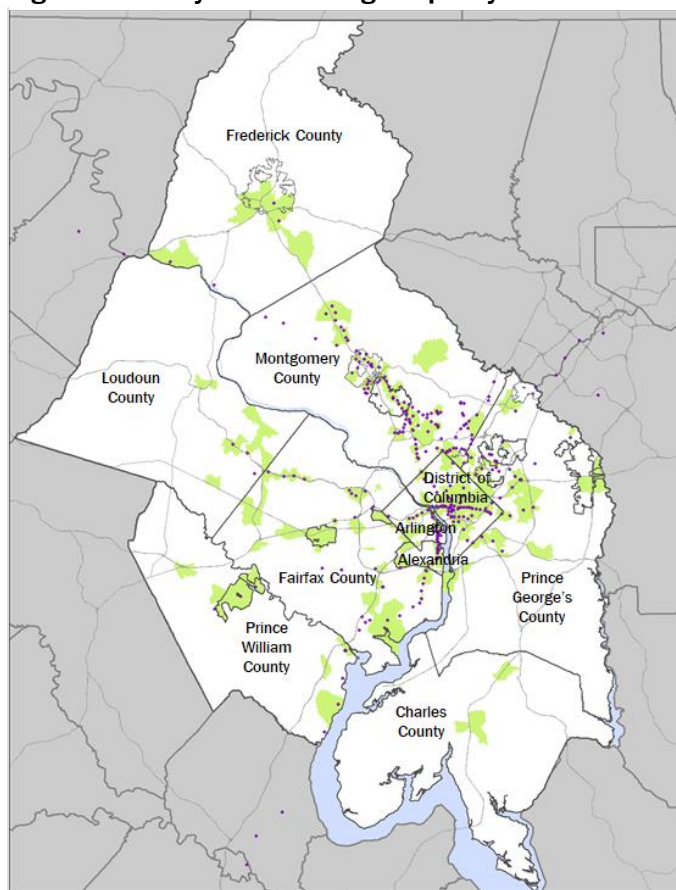 Frederick County
Montgomery
County
Loudoun
County
District of
Columbia
Arlington
Alexandria
Fairfax County
Prince
George's
County
Prince
William
County
Charles
County